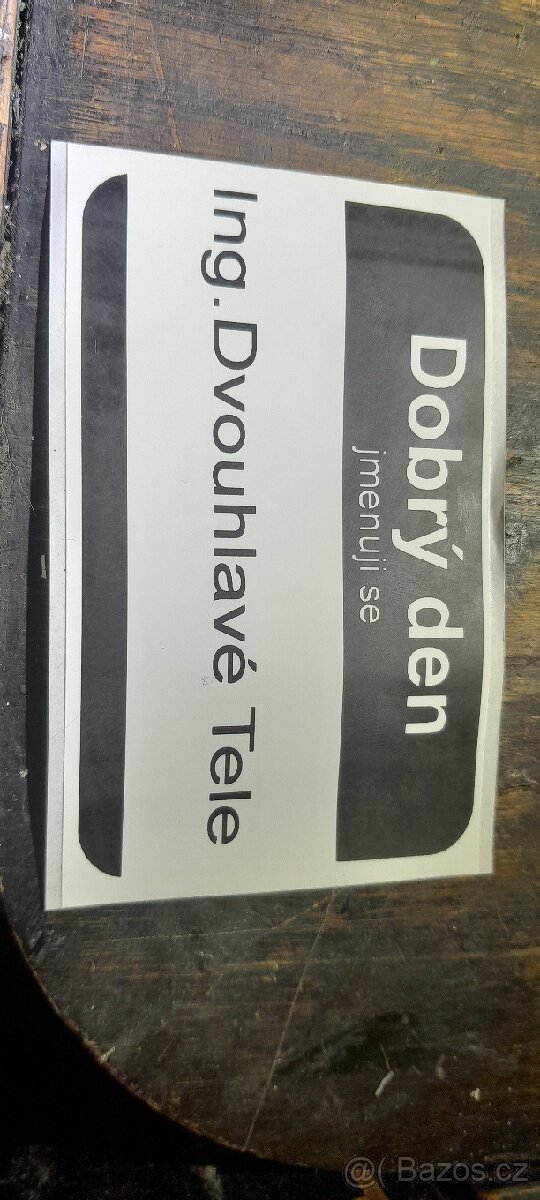 Dobrý den
jmenuji se
Ing.Dvouhlavé Tele
@( Bazos.cz